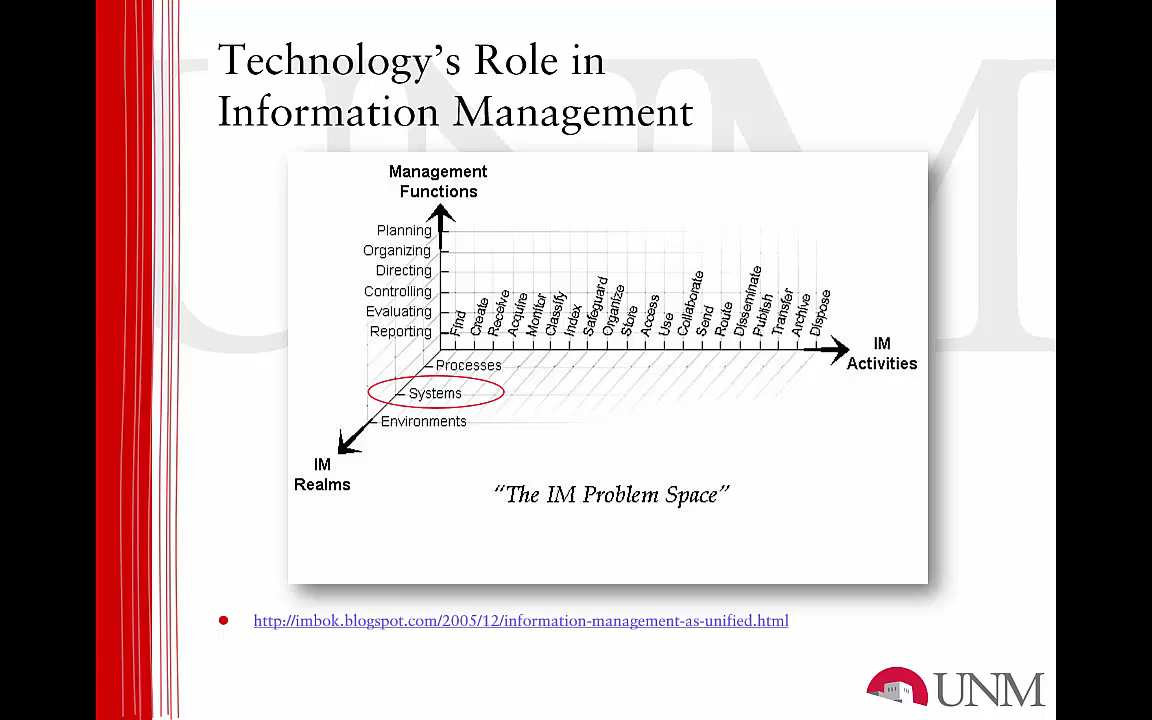 Technology’s Role in
Information Management
Management
Functions
Planning
Organizing
Directing
Controlling
Evaluating
Reporting
Find
Create
Receive
Acquire
Monitor
Classify
Index
Safeguard
Organize
Store
Access
Use
Collaborate
Send
Route
Disseminate
Publish
Transfer
Archive
Dispose
IM
Activities
Processes
Systems
Environments
IM
Realms
“The IM Problem Space”
http://imbok.blogspot.com/2005/12/information-management-as-unified.html
UNM